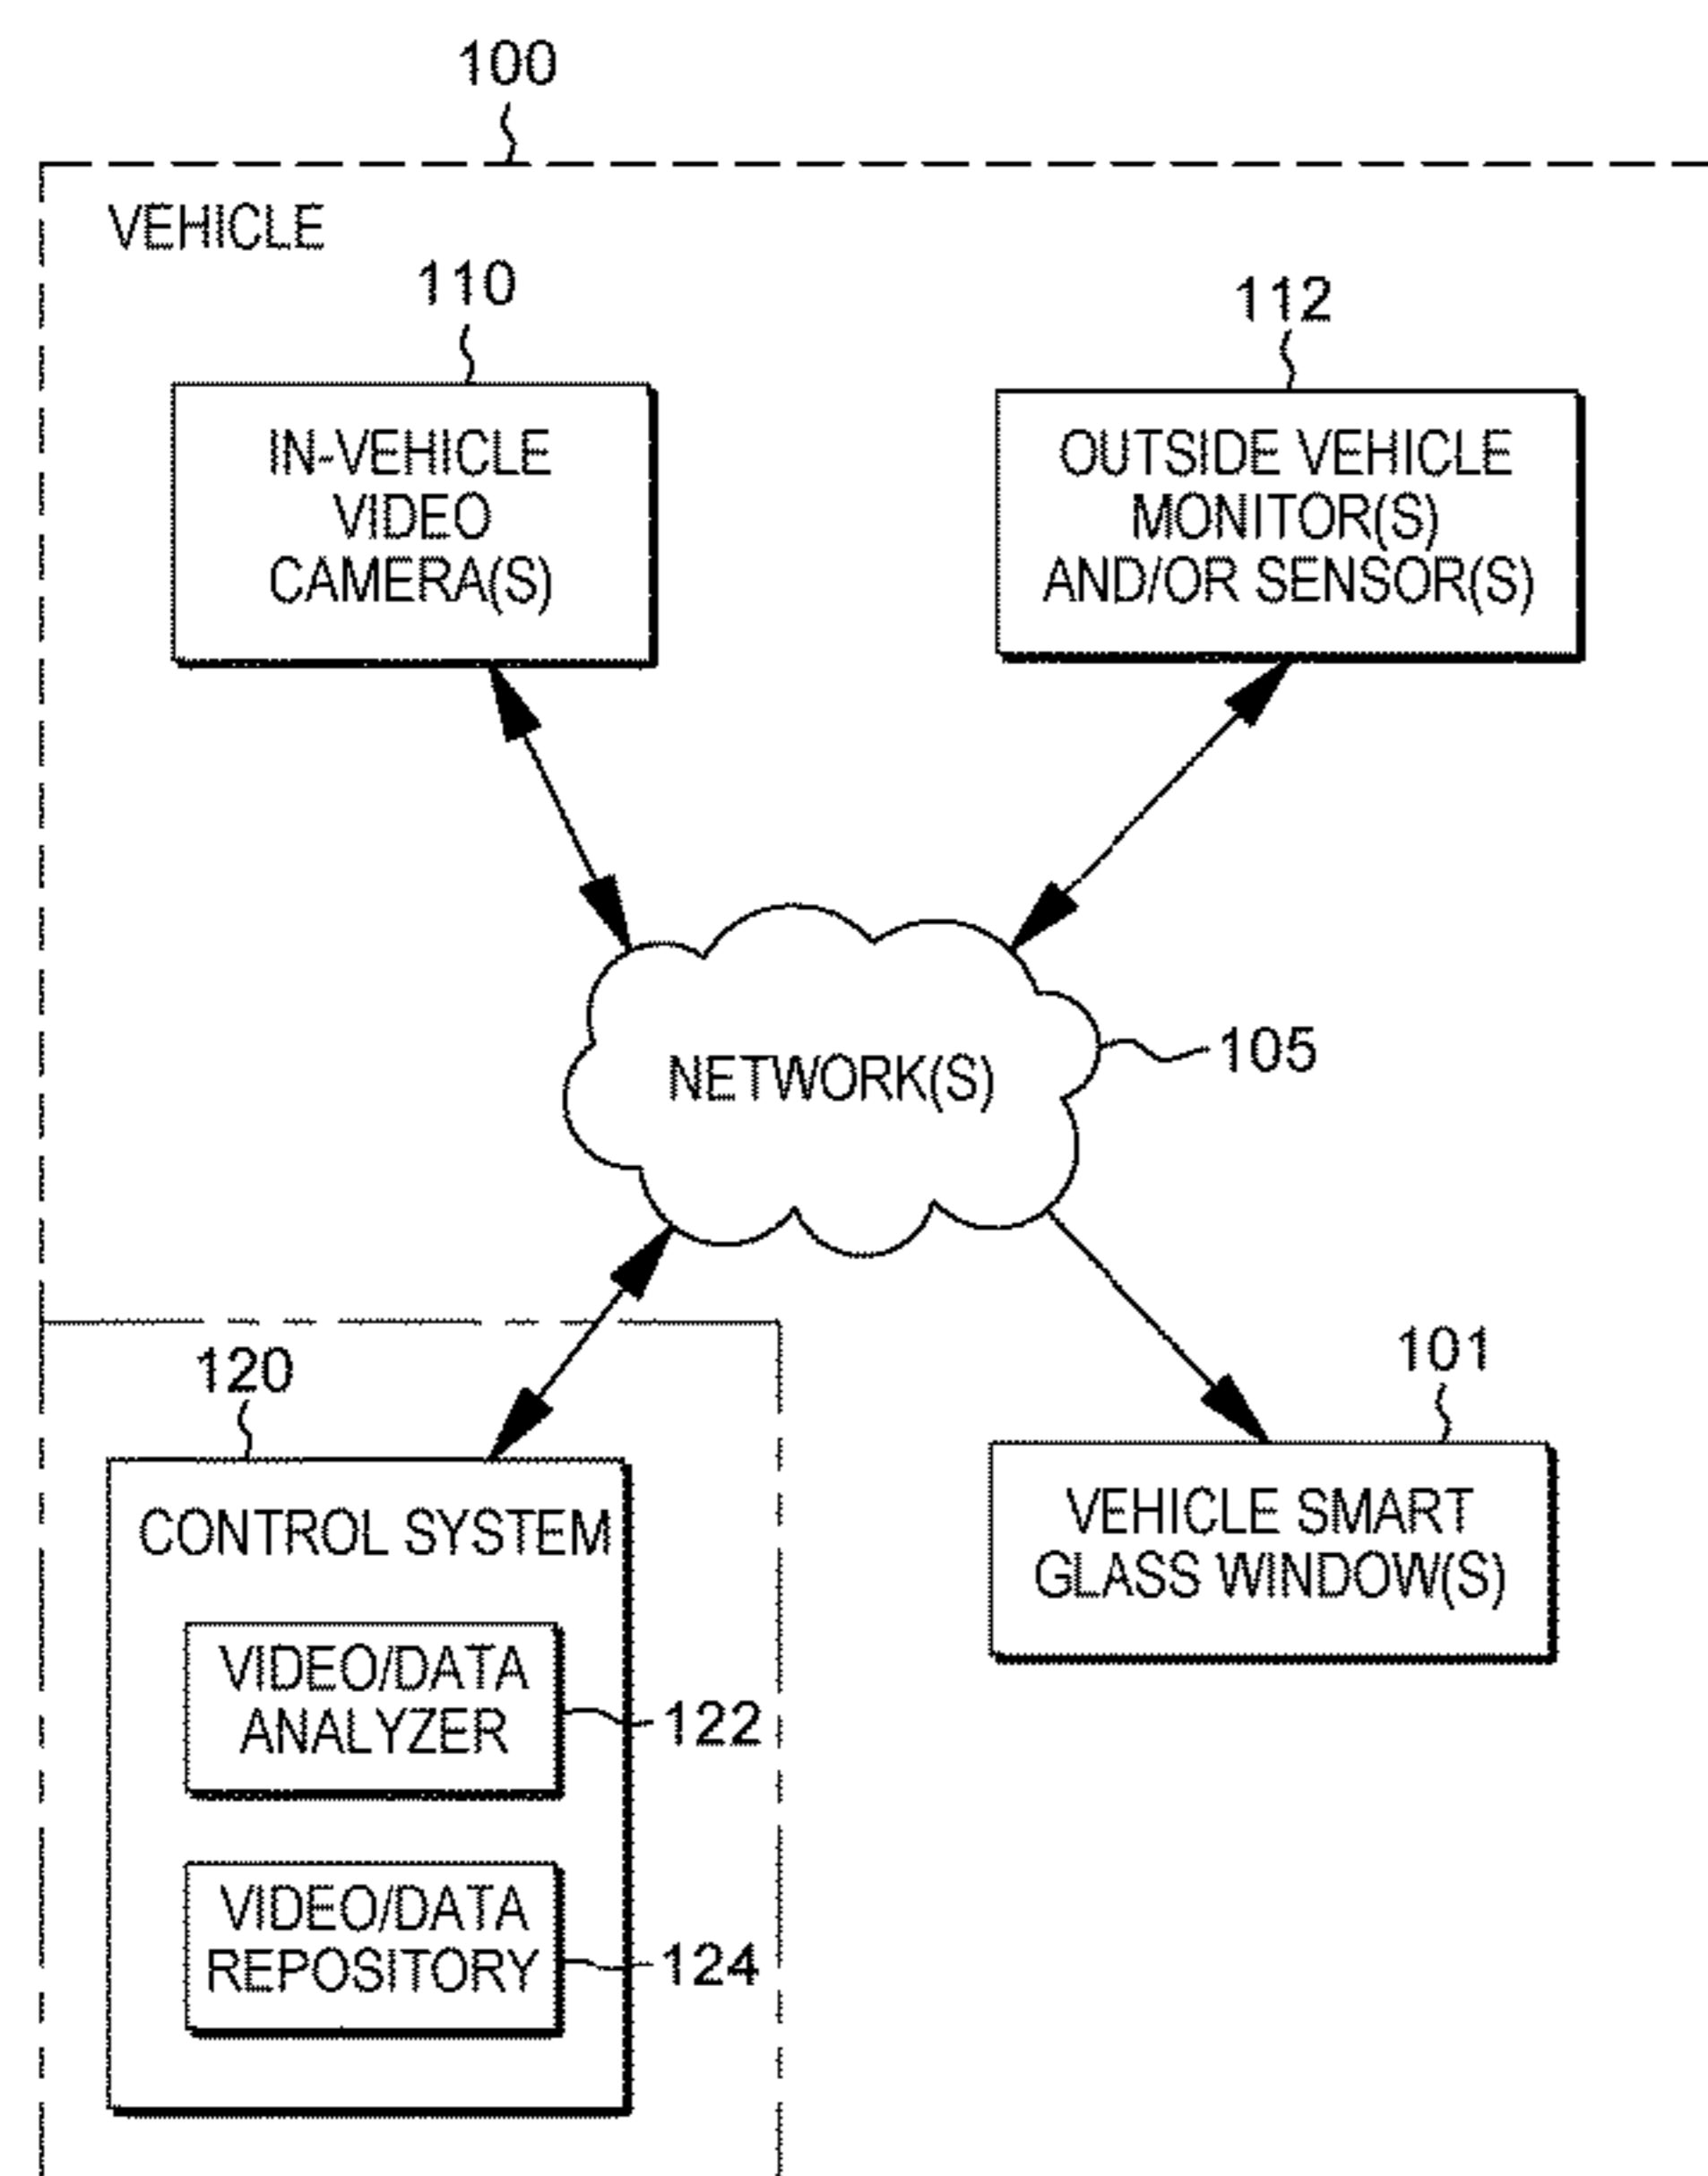 100
VEHICLE
110
112
IN-VEHICLE
VIDEO
CAMERA(S)
OUTSIDE VEHICLE
MONITOR(S)
AND/OR SENSOR(S)
NETWORK(S)
105
120
CONTROL SYSTEM
VIDEO/DATA
ANALYZER
122
VIDEO/DATA
REPOSITORY
124
101
VEHICLE SMART
GLASS WINDOW(S)